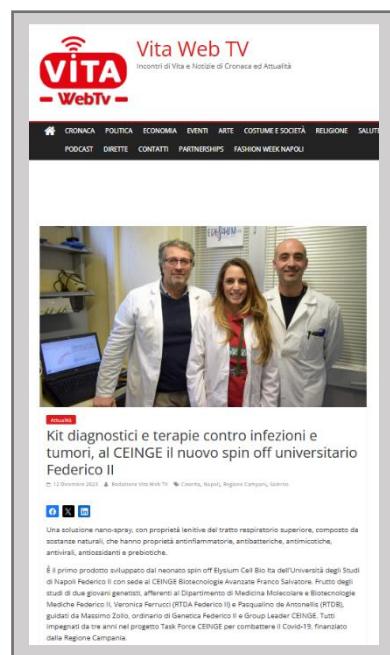 VITA
WebTv
Vita Web TV
Incontri di Vita e Notizie di Cronaca ed Attualità
CRONACA POLITICA ECONOMIA EVENTI ARTE COSTUME E SOCIETÀ RELIGIONE SALUTE
PODCAST DIRETTE CONTATTI PARTNERSHIPS FASHION WEEK NAPOLI
Attualità
Kit diagnostici e terapie contro infezioni e
tumori, al CEINGE il nuovo spin off universitario
Federico II
12 Dicembre 2023 Redazione Vita Web TV Caserta, Napoli, Regione Campani,
Una soluzione nano-spray, con proprietà lenitive del tratto respiratorio superiore, composto da
sostanze naturali, che hanno proprietà antinfiammatorie, antibatteriche, antimicotiche,
antivirali, antiossidanti e prebiotiche.
È il primo prodotto sviluppato dal neonato spin off Elysium Cell Bio Ita dell'Università degli Studi
di Napoli Federico II con sede al CEINGE Biotecnologie Avanzate Franco Salvatore. Frutto degli
studi di due giovani genetisti, afferenti al Dipartimento di Medicina Molecolare e Biotecnologie
Mediche Federico II, Veronica Ferrucci (RTDA Federico II) e Pasqualino de Antonellis (RTDB),
guidati da Massimo Zollo, ordinario di Genetica Federico II e Group Leader CEINGE. Tutti
impegnati da tre anni nel progetto Task Force CEINGE per combattere il Covid-19, finanziato
dalla Regione Campania.